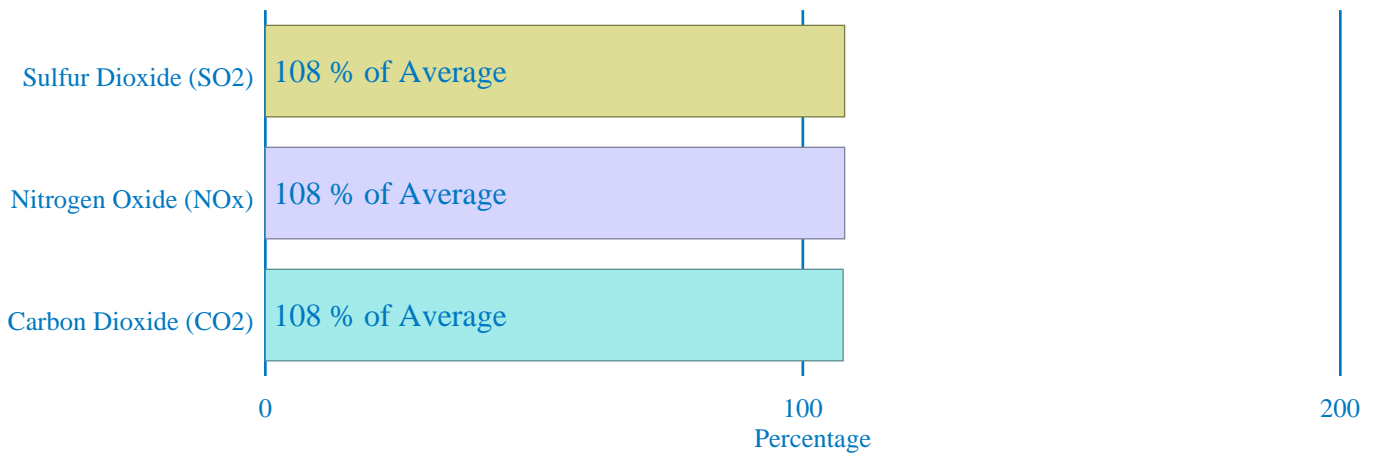 Sulfur Dioxide (SO2) 108 % of Average
Nitrogen Oxide (NOx) 108 % of Average
Carbon Dioxide (CO2) 108 % of Average
0 100 200
Percentage